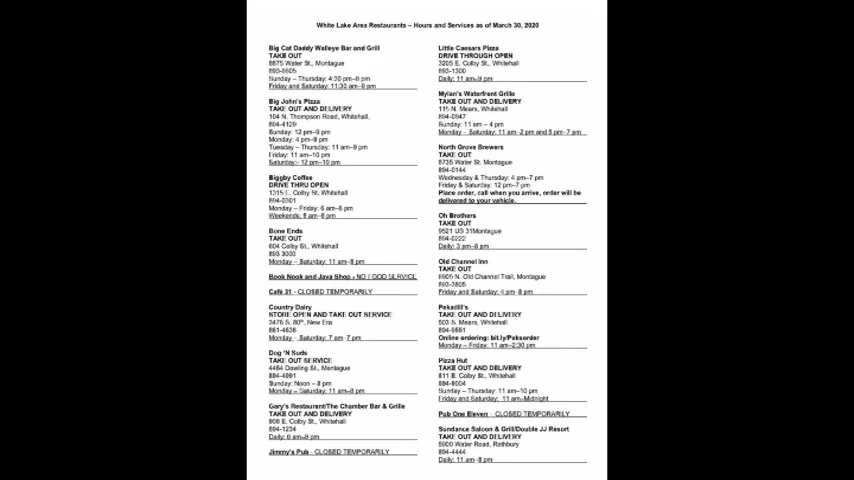 White Lake Area Restaurants – Hours and Services as of March 30, 2020
Big Cat Daddy Walleye Bar and Grill
TAKE OUT
8875 Water St., Montague
893-5505
Sunday – Thursday: 4:30 pm–8 pm
Friday and Saturday: 11:30 am–9 pm
Big John's Pizza
TAKE OUT AND DELIVERY
104 N. Thompson Road, Whitehall,
894-4129
Sunday: 12 pm–9 pm
Monday: 4 pm–9 pm
Tuesday – Thursday: 11 am–9 pm
Friday: 11 am–10 pm
Saturday:- 12 pm–10 pm
Biggby Coffee
DRIVE THRU OPEN
1315 E. Colby St. Whitehall
894-0301
Monday – Friday: 6 am–6 pm
Weekends: 8 am–6 pm
Bone Ends
TAKE OUT
604 Colby St., Whitehall
893 3000
Monday – Saturday: 11 am–8 pm
Book Nook and Java Shop - NO FOOD SERVICE
Café 31 - CLOSED TEMPORARILY
Country Dairy
STORE OPEN AND TAKE OUT SERVICE
3476 S. 80th, New Era
861-4636
Monday – Saturday: 7 am- 7 pm
Dog 'N Suds
TAKE OUT SERVICE
4484 Dowling St., Montague
894-4991
Sunday: Noon – 8 pm
Monday – Saturday: 11 am–8 pm
Gary's Restaurant/The Chamber Bar & Grille
TAKE OUT AND DELIVERY
906 E. Colby St., Whitehall
894-1234
Daily: 8 am–8 pm
Jimmy's Pub - CLOSED TEMPORARILY
Little Caesars Pizza
DRIVE THROUGH OPEN
3205 E. Colby St., Whitehall
893-1300
Daily: 11 am–9 pm
Mylan's Waterfront Grille
TAKE OUT AND DELIVERY
115 N. Mears, Whitehall
894-0947
Sunday: 11 am – 4 pm
Monday - Saturday: 11 am -2 pm and 5 pm- 7 pm
North Grove Brewers
TAKE OUT
8735 Water St. Montague
894-0144
Wednesday & Thursday: 4 pm–7 pm
Friday & Saturday: 12 pm–7 pm
Place order, call when you arrive, order will be
delivered to your vehicle.
Oh Brothers
TAKE OUT
9521 US 31Montague
894-0222
Daily: 3 pm–8 pm
Old Channel Inn
TAKE OUT
6905 N. Old Channel Trail, Montague
893-3805
Friday and Saturday: 4 pm- 8 pm
Pekadill's
TAKE OUT AND DELIVERY
503 S. Mears, Whitehall
894-9551
Online ordering: bit.ly/Peksorder
Monday – Friday: 11 am–2:30 pm
Pizza Hut
TAKE OUT AND DELIVERY
811 E. Colby St., Whitehall
894-8004
Sunday – Thursday: 11 am–10 pm
Friday and Saturday: 11 am–Midnight
Pub One Eleven – CLOSED TEMPORARILY
Sundance Saloon & Grill/Double JJ Resort
TAKE OUT AND DELIVERY
5900 Water Road, Rothbury
894-4444
Daily: 11 am–8 pm